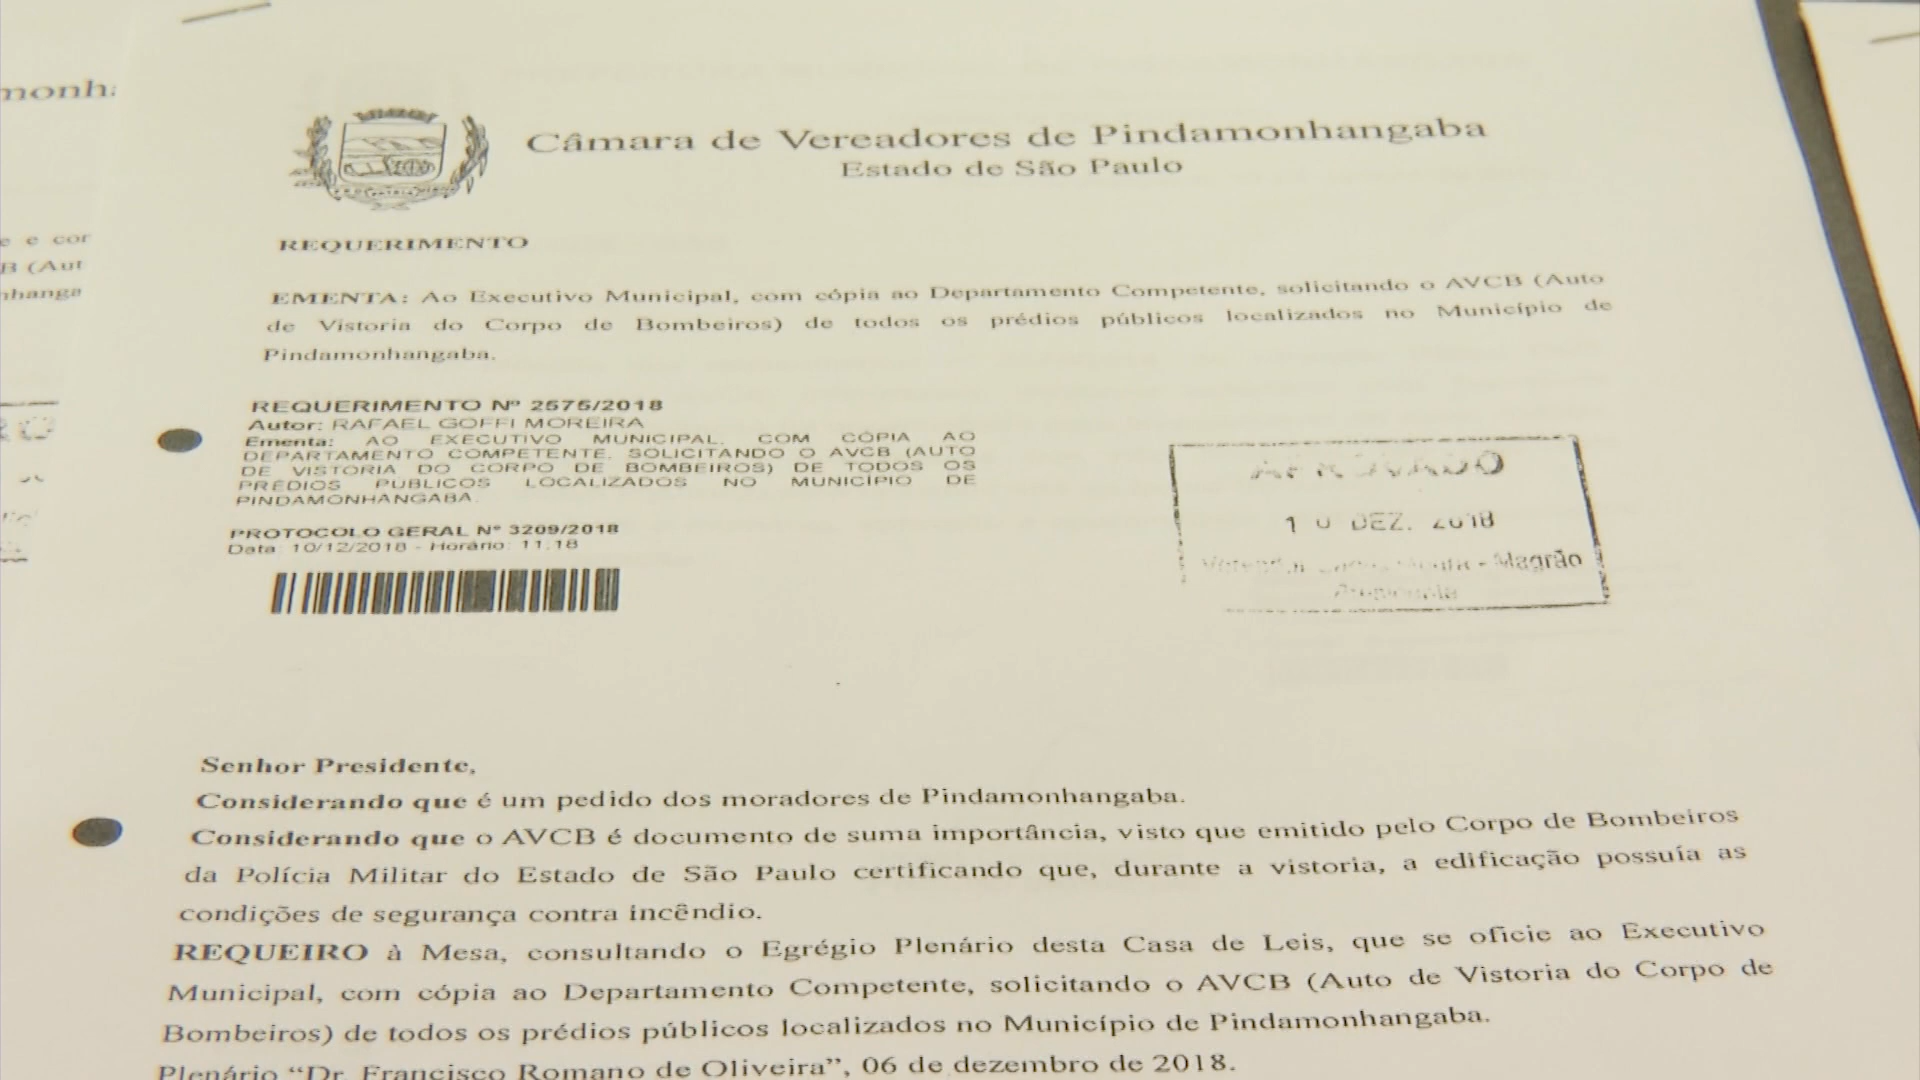 monh
Câmara de Vereadores de Pindamonhangaba
Estado de São Paulo
REQUERIMENTO
e e cor
B (Aut
nhanga
EMENTA: Ao Executivo Municipal, com cópia ao Departamento Competente, solicitando o AVCB (Auto
de Vistoria do Corpo de Bombeiros) de todos os prédios públicos localizados no Município de
Pindamonhangaba.
REQUERIMENTO Nº 2575/2018
Autor: RAFAEL GOFFI MOREIRA
Ementa: AO EXECUTIVO MUNICIPAL, COM CÓPIA AO
DEPARTAMENTO COMPETENTE, SOLICITANDO O AVCB (AUTO
DE VISTORIA DO CORPO DE BOMBEIROS) DE TODOS OS
PRÉDIOS PÚBLICOS LOCALIZADOS NO MUNICÍPIO DE
PINDAMONHANGABA.
PROTOCOLO GERAL Nº 3209/2018
Data: 10/12/2018 - Horário: 11:18
10 DEZ. 2018
- Magrão
Senhor Presidente,
Considerando que é um pedido dos moradores de Pindamonhangaba.
Considerando que o AVCB é documento de suma importância, visto que emitido pelo Corpo de Bombeiros
da Polícia Militar do Estado de São Paulo certificando que, durante a vistoria, a edificação possuía as
condições de segurança contra incêndio.
REQUEIRO à Mesa, consultando o Egrégio Plenário desta Casa de Leis, que se oficie ao Executivo
Municipal, com cópia ao Departamento Competente, solicitando o AVCB (Auto de Vistoria do Corpo de
Bombeiros) de todos os prédios públicos localizados no Município de Pindamonhangaba.
Plenário “Dr. Francisco Romano de Oliveira”, 06 de dezembro de 2018.